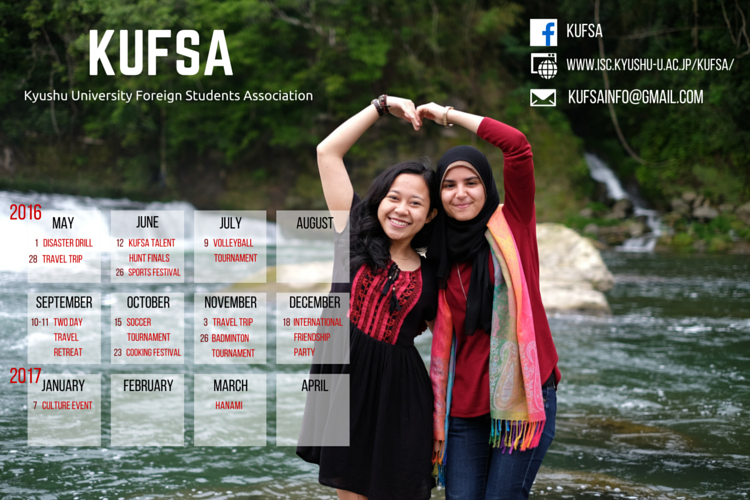 KUFSA
Kyushu University Foreign Students Association
KUFSA
WWW.ISC.KYUSHU-U.AC.JP/KUFSA/
KUFSAINFO@GMAIL.COM
2016
MAY
1 DISASTER DRILL
28 TRAVEL TRIP
JUNE
12 KUFSA TALENT
HUNT FINALS
26 SPORTS FESTIVAL
JULY
9 VOLLEYBALL
TOURNAMENT
AUGUST
SEPTEMBER
10-11 TWO DAY
TRAVEL
RETREAT
OCTOBER
15 SOCCER
TOURNAMENT
23 COOKING FESTIVAL
NOVEMBER
3 TRAVEL TRIP
26 BADMINTON
TOURNAMENT
DECEMBER
18 INTERNATIONAL
FRIENDSHIP
PARTY
2017
JANUARY
7 CULTURE EVENT
FEBRUARY
MARCH
HANAMI
APRIL